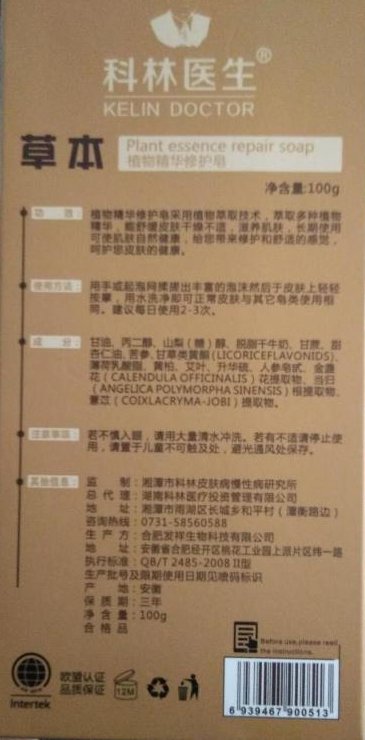 科林医生®
KELIN DOCTOR
草本
Plant essence repair soap
植物精华修护皂
净含量:100g
功 效:
植物精华修护皂采用植物萃取技术,萃取多种植物
精华,能舒缓皮肤干燥不适,滋养肌肤,长期使用
可使肌肤自然健康,给您带来修护和舒适的感觉,
呵护您皮肤的健康。
使用方法:
用手或起泡网揉搓出丰富的泡沫然后于皮肤上轻轻
按摩,用水洗净即可正常皮肤与其它皂类使用相
同。建议每日使用2-3次。
成 分:
甘油、丙二醇、山梨(糖)醇、脱脂干牛奶、甘蔗、甜
杏仁油、苦参、甘草类黄酮(LICORICEFLAVONIDS)、
薄荷乳酸酯、黄柏、艾叶、升华硫、人参皂甙、金盏
花(CALENDULA OFFICINALIS)花提取物、当归
(ANGELICA POLYMORPHA SINENSIS)根提取物、
薏苡(COIXLACRYMA-JOBI)提取物。
注意事项:
若不慎入眼,请用大量清水冲洗。若有不适请停止使
用,请置于儿童不可触及处,避光通风处保存。
其他信息:
监 制:湘潭市科林皮肤病慢性病研究所
总 代 理:湖南科林医疗投资管理有限公司
地 址:湘潭市雨湖区长城乡和平村(潭衡路边)
咨询热线:0731-58560588
生 产 方:合肥发祥生物科技有限公司
地 址:安徽省合肥经开区桃花工业园上派片区纬一路
执行标准:QB/T 2485-2008 II型
生产批号及限期使用日期见喷码标识
产 地:安徽
保 质 期:三年
净 含 量:100g
合 格 品
Before use,please read
the instructions.
Intertek
欧盟认证
品质保证
12M
6 939467 900513